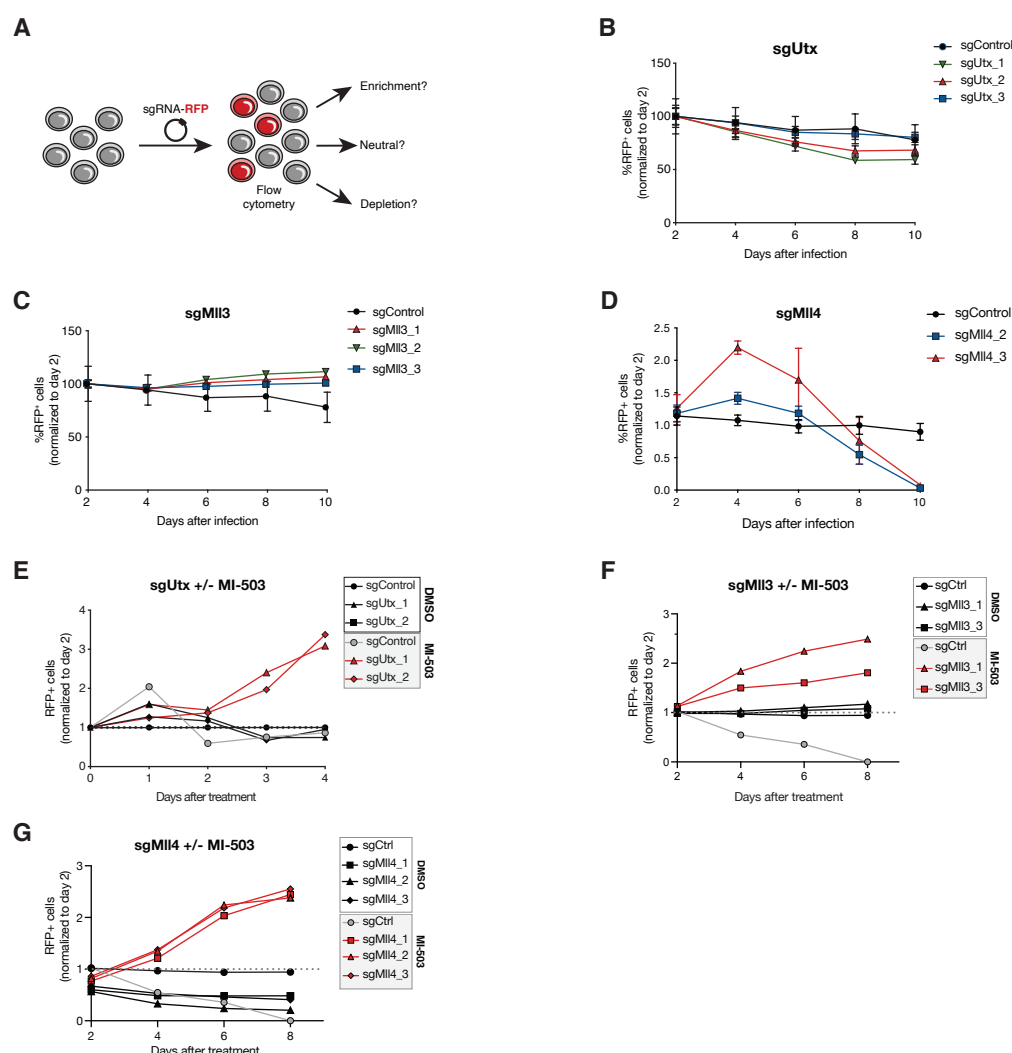 A
sgRNA-RFP
Flow
cytometry
Enrichment?
Neutral?
Depletion?
B
sgUtx
sgControl
sgUtx_1
sgUtx_2
sgUtx_3
150
100
50
0
%RFP⁺ cells
(normalized to day 2)
2 4 6 8 10
Days after infection
C
sgMll3
sgControl
sgMll3_1
sgMll3_2
sgMll3_3
150
100
50
0
%RFP⁺ cells
(normalized to day 2)
2 4 6 8 10
Days after infection
D
sgMll4
sgControl
sgMll4_2
sgMll4_3
2.5
2.0
1.5
1.0
0.5
0.0
%RFP+ cells
(normalized to day 2)
2 4 6 8 10
Days after infection
E
sgUtx +/- MI-503
sgControl
sgUtx_1
sgUtx_2
DMSO
sgControl
sgUtx_1
sgUtx_2
MI-503
4
3
2
1
0
RFP+ cells
(normalized to day 2)
0 1 2 3 4
Days after treatment
F
sgMll3 +/- MI-503
sgCtrl
sgMll3_1
sgMll3_3
DMSO
sgCtrl
sgMll3_1
sgMll3_3
MI-503
3
2
1
0
RFP+ cells
(normalized to day 2)
2 4 6 8
Days after treatment
G
sgMll4 +/- MI-503
sgCtrl
sgMll4_1
sgMll4_2
sgMll4_3
DMSO
sgCtrl
sgMll4_1
sgMll4_2
sgMll4_3
MI-503
3
2
1
0
RFP+ cells
(normalized to day 2)
2 4 6 8
Days after treatment